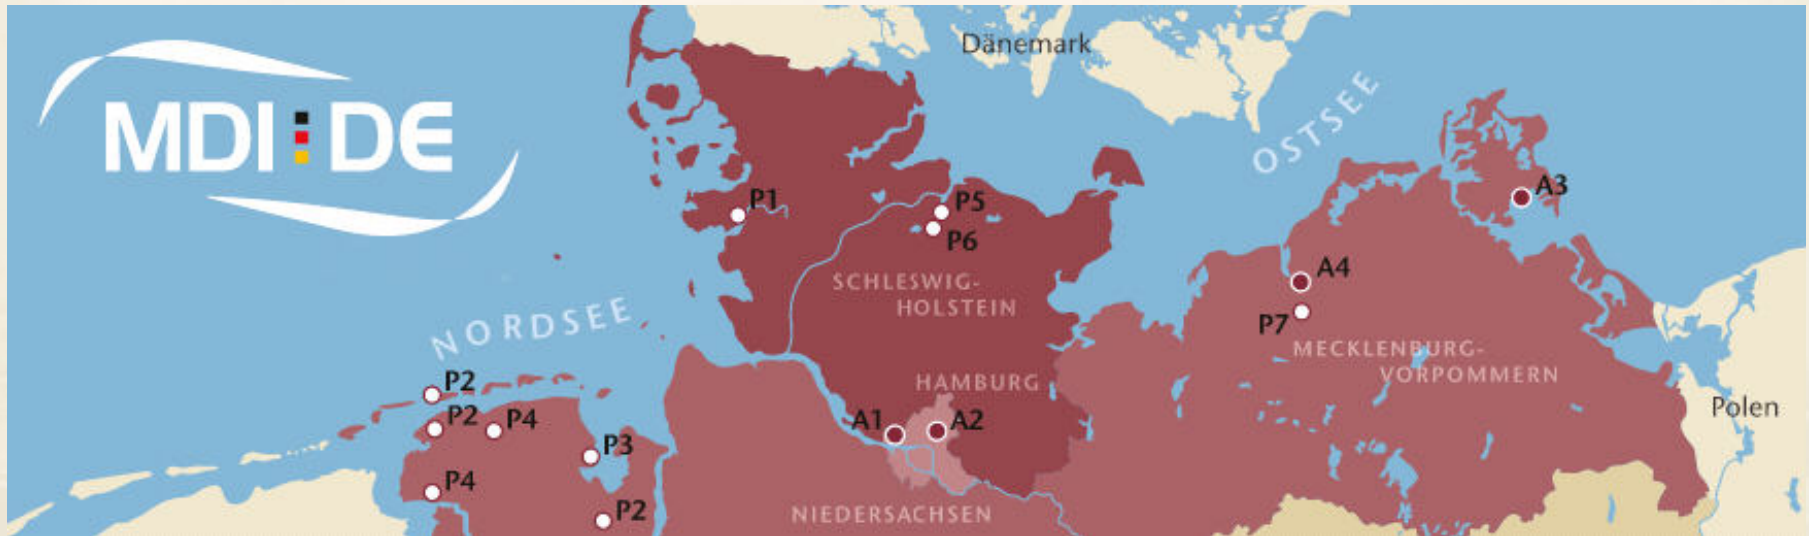 Dänemark
MDI:DE
OSTSEE
P1
P5
P6
A3
SCHLESWIG-
HOLSTEIN
A4
P7
NORDSEE
MECKLENBURG-
VORPOMMERN
P2
HAMBURG
Polen
P2
P4
A1
A2
P3
P4
P2
NIEDERSACHSEN